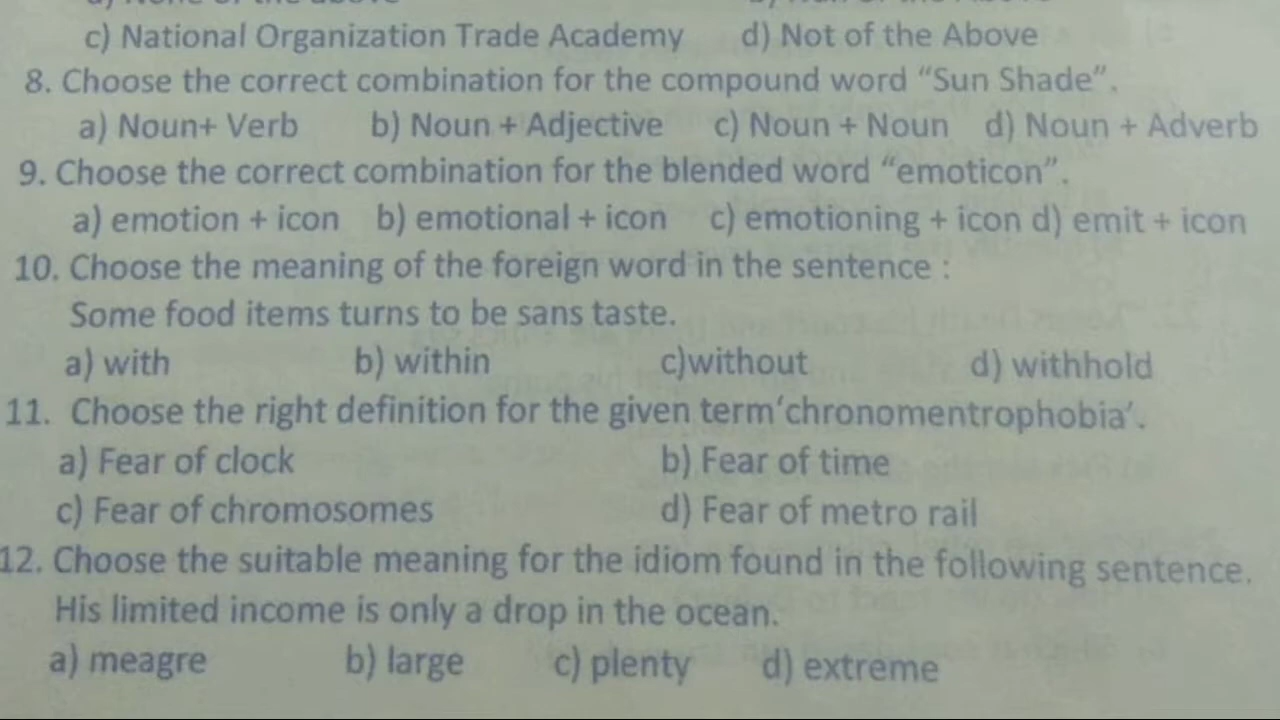 c) National Organization Trade Academy d) Not of the Above
8. Choose the correct combination for the compound word “Sun Shade”.
a) Noun+ Verb b) Noun + Adjective c) Noun + Noun d) Noun + Adverb
9. Choose the correct combination for the blended word “emoticon”.
a) emotion + icon b) emotional + icon c) emotioning + icon d) emit + icon
10. Choose the meaning of the foreign word in the sentence :
Some food items turns to be sans taste.
a) with b) within c)without d) withhold
11. Choose the right definition for the given term‘chronomentrophobia’.
a) Fear of clock b) Fear of time
c) Fear of chromosomes d) Fear of metro rail
12. Choose the suitable meaning for the idiom found in the following sentence.
His limited income is only a drop in the ocean.
a) meagre b) large c) plenty d) extreme